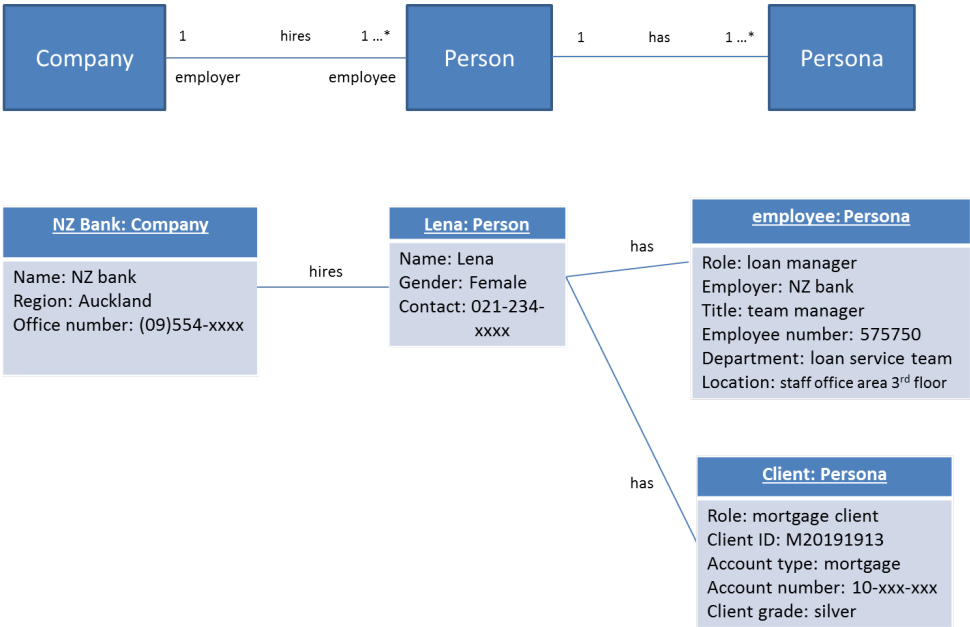 Company
1 hires 1 ...*
employer employee
Person
1 has 1 ...*
Persona
NZ Bank: Company
Name: NZ bank
Region: Auckland
Office number: (09)554-xxxx
hires
Lena: Person
Name: Lena
Gender: Female
Contact: 021-234-
xxxx
has
employee: Persona
Role: loan manager
Employer: NZ bank
Title: team manager
Employee number: 575750
Department: loan service team
Location: staff office area 3rd floor
has
Client: Persona
Role: mortgage client
Client ID: M20191913
Account type: mortgage
Account number: 10-xxx-xxx
Client grade: silver